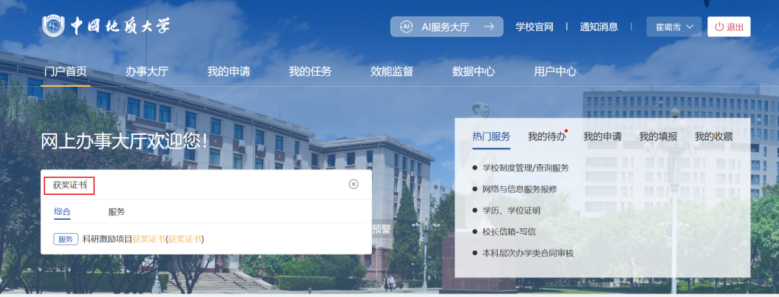 中国地质大学
AI服务大厅 → 学校官网 | 通知消息 | 霍璐雪 退出
门户首页 办事大厅 我的申请 我的任务 效能监督 数据中心 用户中心
网上办事大厅欢迎您！
获奖证书
综合 服务
服务 科研激励项目获奖证书(获奖证书)
预警
热门服务 我的待办 我的申请 我的填报 我的收藏
学校制度管理/查询服务
网络与信息服务报修
学历、学位证明
校长信箱-写信
本科层次办学类合同审核